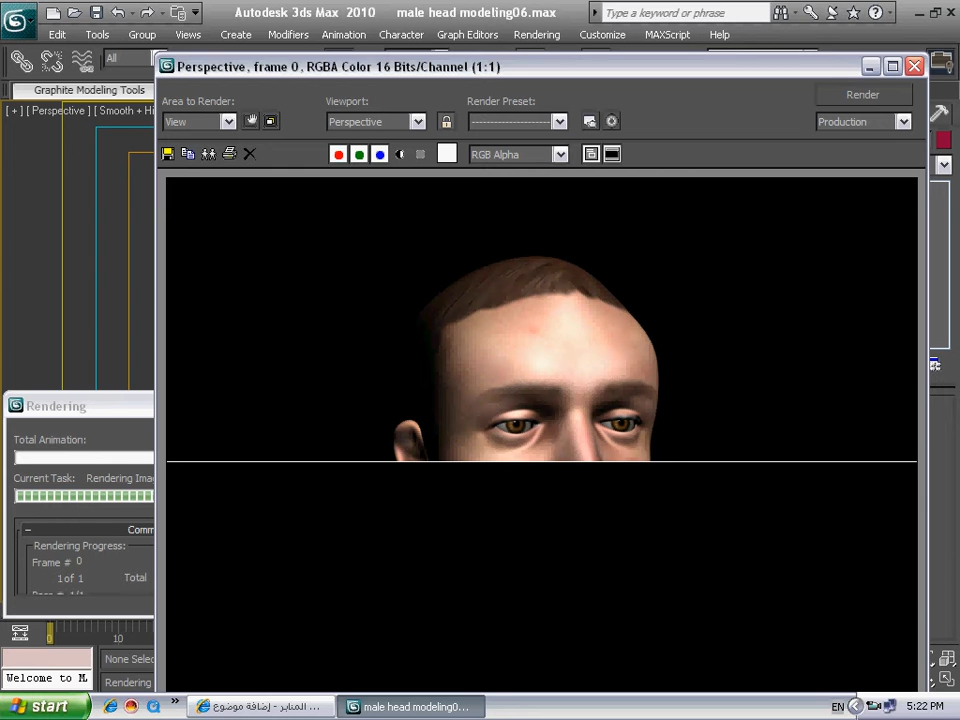 Autodesk 3ds Max 2010 male head modeling06.max
Type a keyword or phrase
Edit Tools Group Views Create Modifiers Animation Character Graph Editors Rendering Customize MAXScript Help
All
Perspective, frame 0, RGBA Color 16 Bits/Channel (1:1)
Graphite Modeling Tools
Area to Render: Viewport: Render Preset: Render
[ + ] [ Perspective ] [ Smooth + Hi
View Perspective Production
RGB Alpha
Rendering
Total Animation:
Current Task: Rendering Ima
Comm
Rendering Progress:
Frame # 0
1 of 1 Total
0 10
None Selec
Welcome to M
Rendering
start المنابر - إضافة موضوع ... male head modeling0... EN 5:22 PM